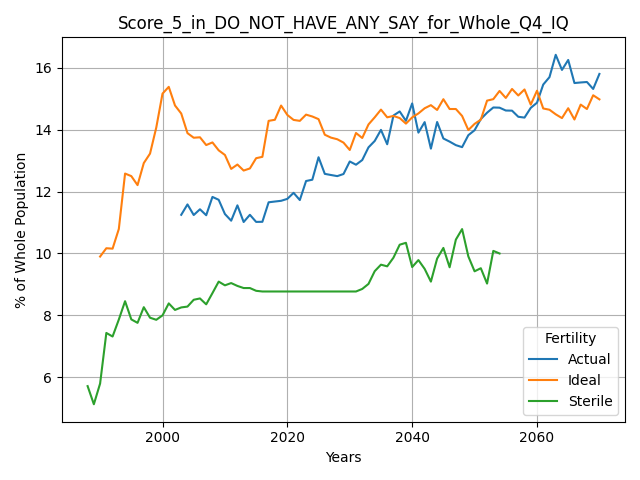 Score_5_in_DO_NOT_HAVE_ANY_SAY_for_Whole_Q4_IQ
% of Whole Population
16
14
12
10
8
6
2000 2020 2040 2060
Years
Fertility
Actual
Ideal
Sterile